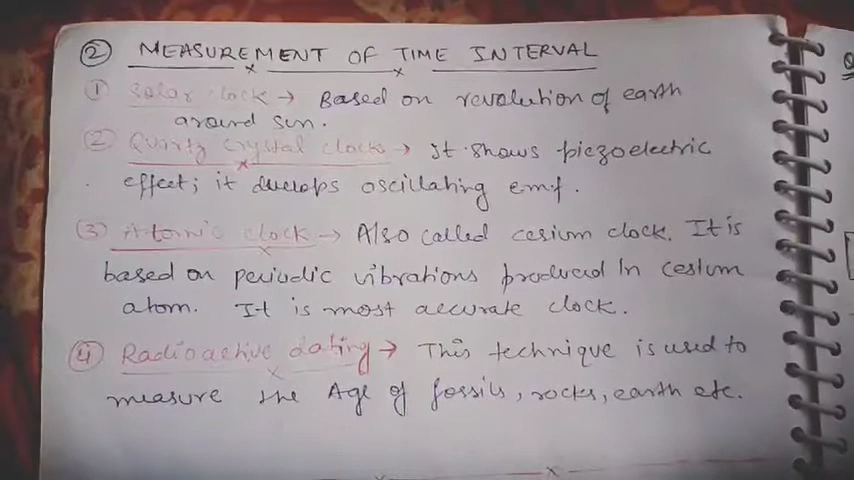 ② MEASUREMENT OF TIME INTERVAL
① Solar clock → Based on revolution of earth
around sun.
② Quirtz crystal clocks → It shows piezoelectric
effect; it develops oscillating emf.
③ Atomic clock → Also called cesium clock. It is
based on periodic vibrations produced in cesium
atom. It is most accurate clock.
④ Radioactive dating → This technique is used to
measure the Age of fossils, rocks, earth etc.